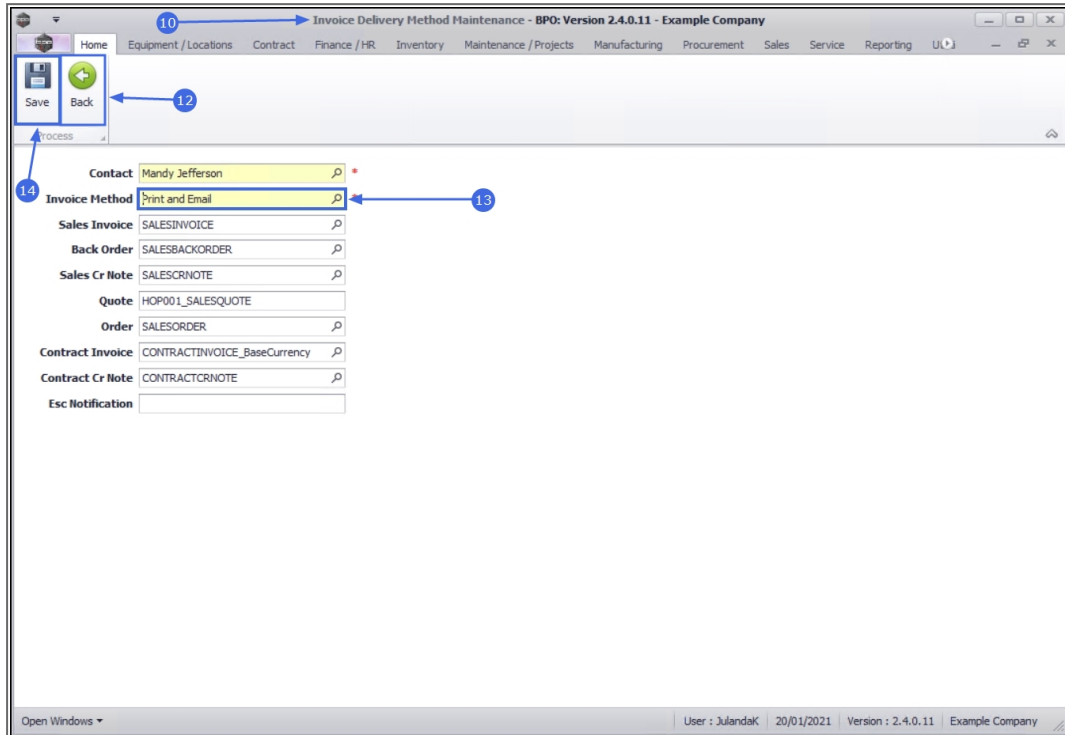 10
Invoice Delivery Method Maintenance - BPO: Version 2.4.0.11 - Example Company
Home Equipment / Locations Contract Finance / HR Inventory Maintenance / Projects Manufacturing Procurement Sales Service Reporting
Save Back
12
Process
14
Contact Mandy Jefferson *
Invoice Method Print and Email
13
Sales Invoice SALESINVOICE
Back Order SALESBACKORDER
Sales Cr Note SALESCRNOTE
Quote HOP001_SALESQUOTE
Order SALESORDER
Contract Invoice CONTRACTINVOICE_BaseCurrency
Contract Cr Note CONTRACTCRNOTE
Esc Notification
Open Windows User : JulandaK 20/01/2021 Version : 2.4.0.11 Example Company